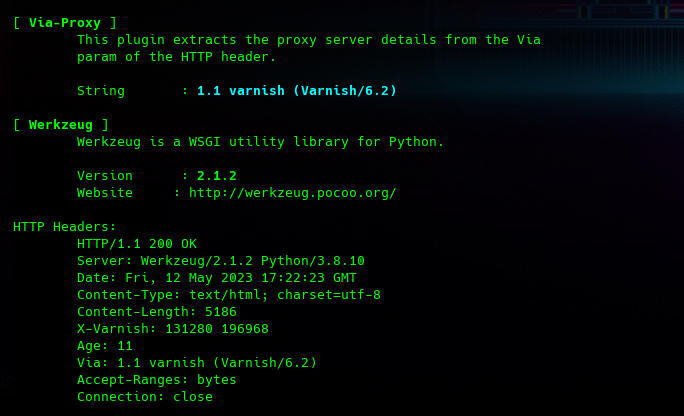 [ Via-Proxy ]
This plugin extracts the proxy server details from the Via
param of the HTTP header.
String : 1.1 varnish (Varnish/6.2)
[ Werkzeug ]
Werkzeug is a WSGI utility library for Python.
Version : 2.1.2
Website : http://werkzeug.pocoo.org/
HTTP Headers:
HTTP/1.1 200 OK
Server: Werkzeug/2.1.2 Python/3.8.10
Date: Fri, 12 May 2023 17:22:23 GMT
Content-Type: text/html; charset=utf-8
Content-Length: 5186
X-Varnish: 131280 196968
Age: 11
Via: 1.1 varnish (Varnish/6.2)
Accept-Ranges: bytes
Connection: close